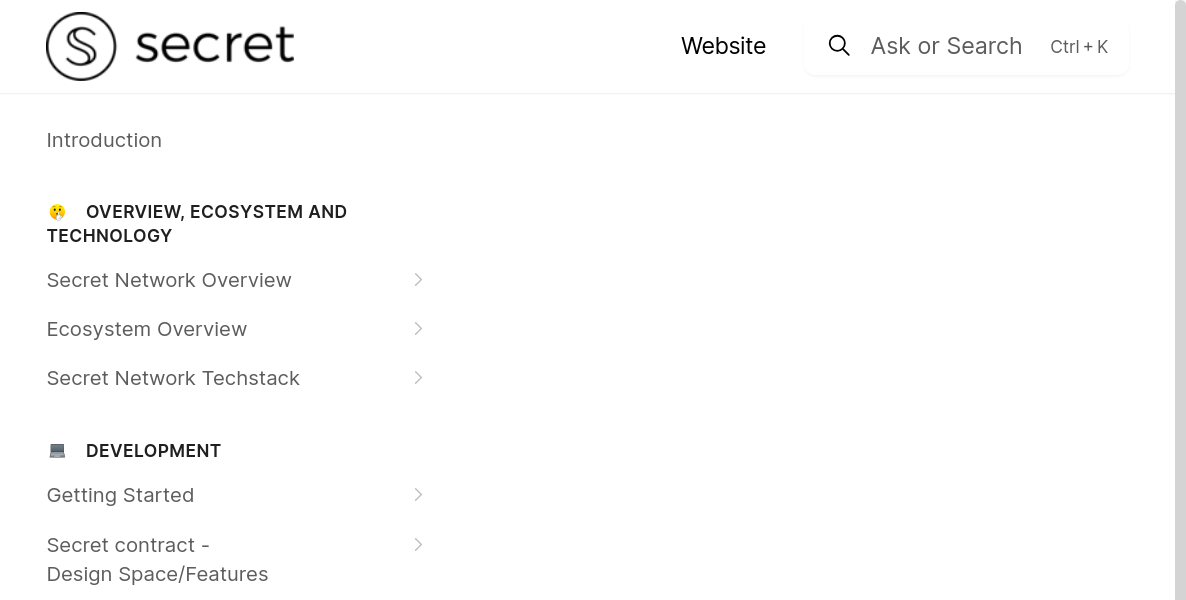 secret
Website
Ask or Search Ctrl + K
Introduction
OVERVIEW, ECOSYSTEM AND
TECHNOLOGY
Secret Network Overview
Ecosystem Overview
Secret Network Techstack
DEVELOPMENT
Getting Started
Secret contract -
Design Space/Features